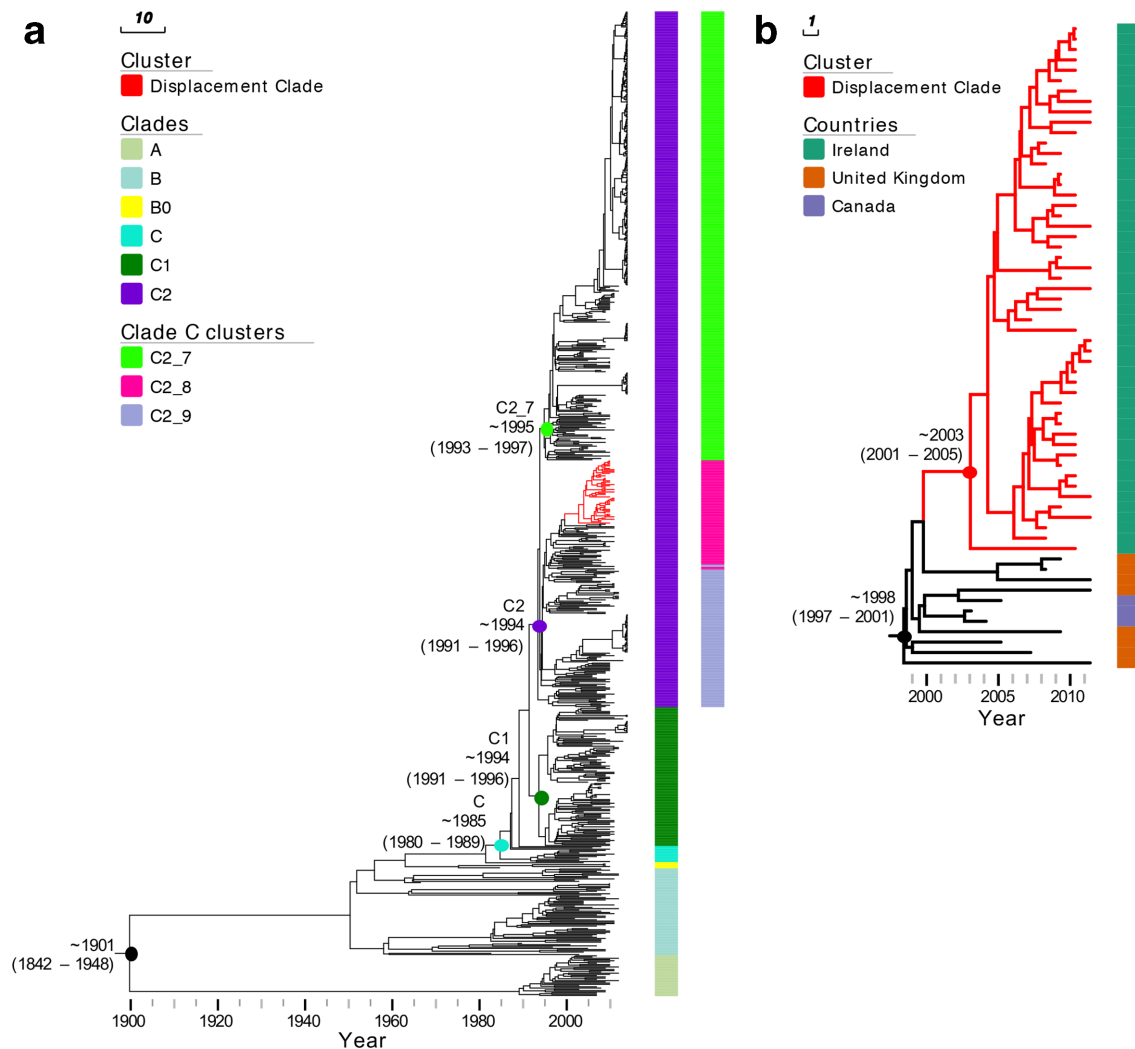 a
10
Cluster
Displacement Clade
Clades
A
B
B0
C
C1
C2
Clade C clusters
C2_7
C2_8
C2_9
C2_7
~1995
(1993 – 1997)
C2
~1994
(1991 – 1996)
C1
~1994
(1991 – 1996)
C
~1985
(1980 – 1989)
~1901
(1842 – 1948)
1900 1920 1940 1960 1980 2000
Year
b
1
Cluster
Displacement Clade
Countries
Ireland
United Kingdom
Canada
~2003
(2001 – 2005)
~1998
(1997 – 2001)
2000 2005 2010
Year